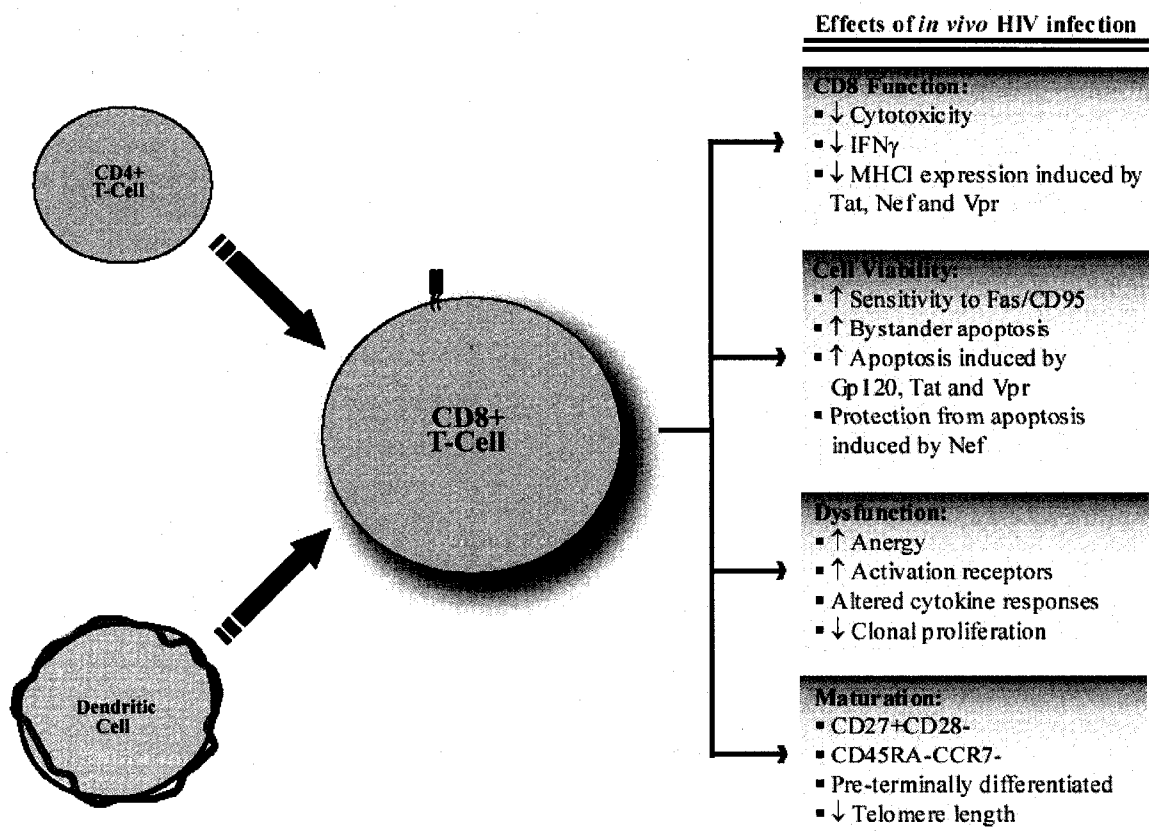 Effects of in vivo HIV infection
CD4+
T-Cell
CD8+
T-Cell
Dendritic
Cell
CD8 Function:
▪ ↓ Cytotoxicity
▪ ↓ IFNγ
▪ ↓ MHCI expression induced by
Tat, Nef and Vpr
Cell Viability:
▪ ↑ Sensitivity to Fas/CD95
▪ ↑ Bystander apoptosis
▪ ↑ Apoptosis induced by
Gp120, Tat and Vpr
▪ Protection from apoptosis
induced by Nef
Dysfunction:
▪ ↑ Anergy
▪ ↑ Activation receptors
▪ Altered cytokine responses
▪ ↓ Clonal proliferation
Maturation:
▪ CD27+CD28-
▪ CD45RA-CCR7-
▪ Pre-terminally differentiated
▪ ↓ Telomere length